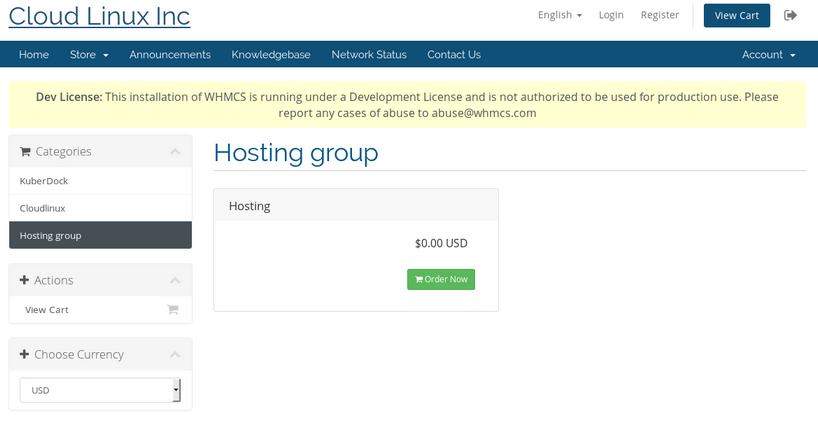 Cloud Linux Inc
English
Login
Register
View Cart
Home
Store
Announcements
Knowledgebase
Network Status
Contact Us
Account
Dev License: This installation of WHMCS is running under a Development License and is not authorized to be used for production use. Please
report any cases of abuse to abuse@whmcs.com
Categories
KuberDock
Cloudlinux
Hosting group
Actions
View Cart
Choose Currency
USD
Hosting group
Hosting
$0.00 USD
Order Now